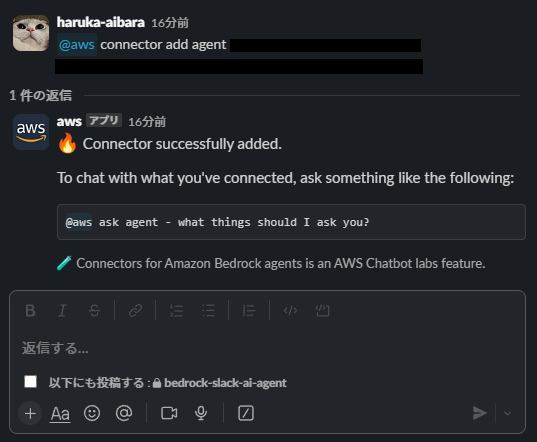 haruka-aibara 16分前
@aws connector add agent
1 件の返信
aws
aws アプリ 16分前
🔥 Connector successfully added.
To chat with what you've connected, ask something like the following:
@aws ask agent - what things should I ask you?
🧪 Connectors for Amazon Bedrock agents is an AWS Chatbot labs feature.
B I S
返信する...
以下にも投稿する : 🔒 bedrock-slack-ai-agent
+ Aa @